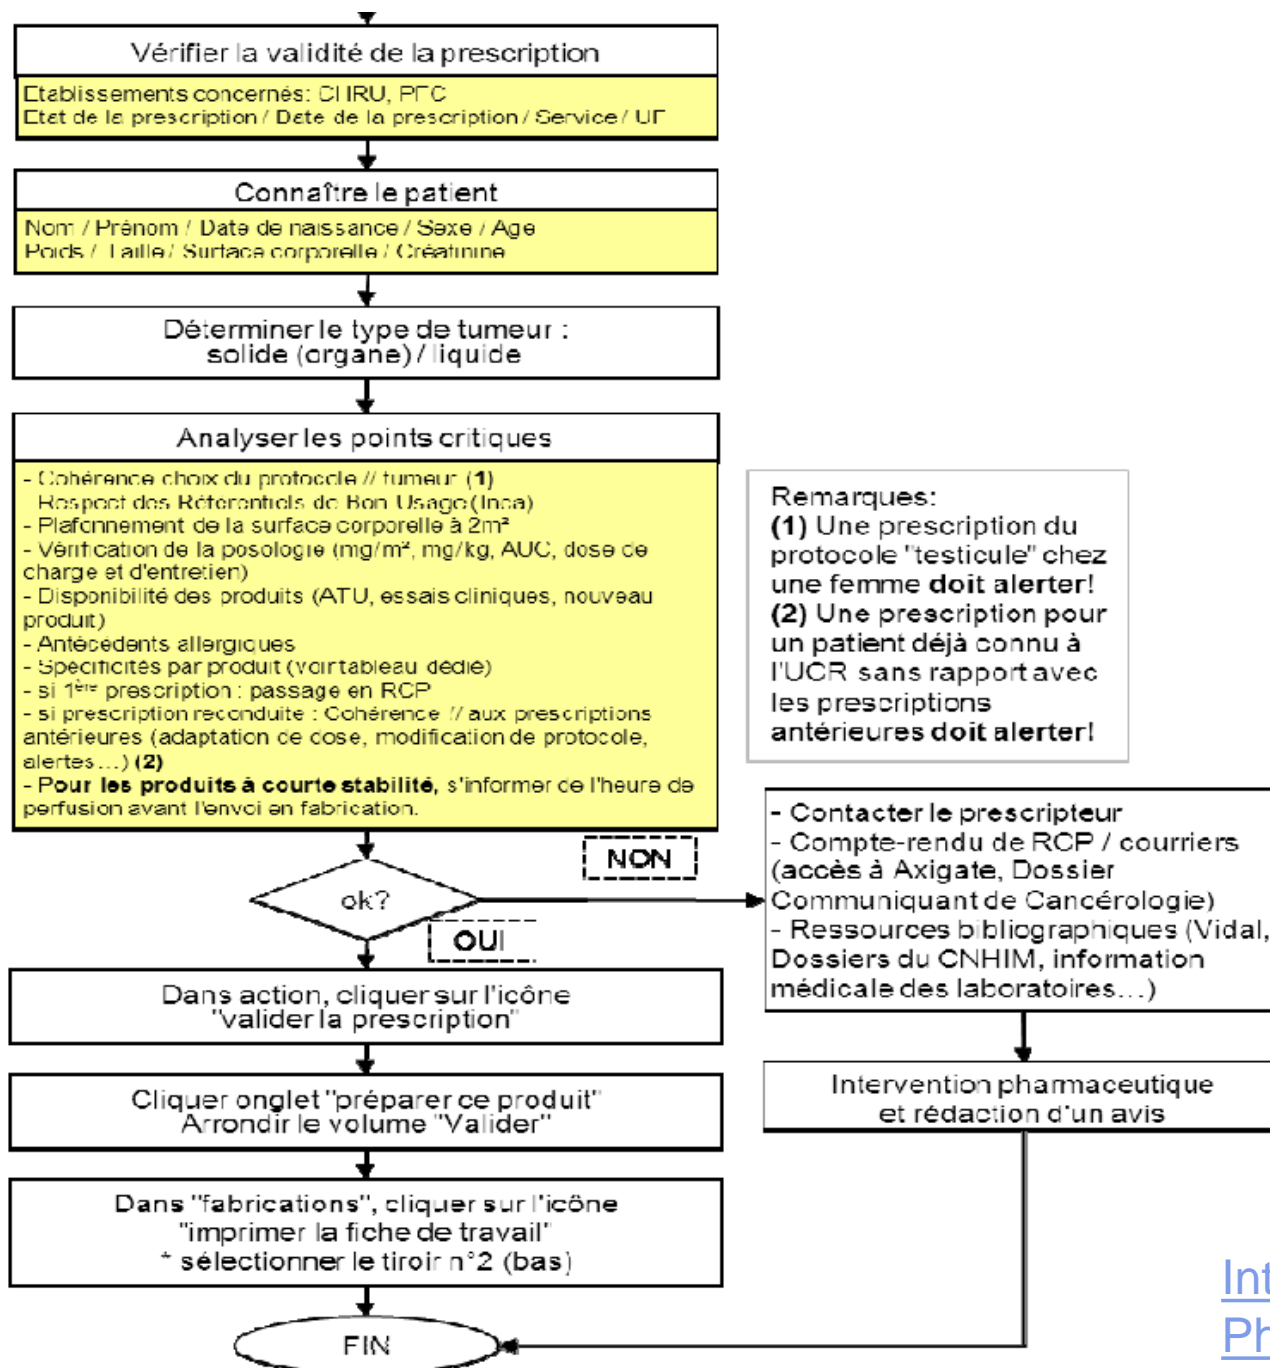 Vérifier la validité de la prescription
Etablissements concernés: CHRU, PFC
Etat de la prescription / Date de la prescription / Service / UF
Connaître le patient
Nom / Prénom / Date de naissance / Sexe / Age
Poids / Taille / Surface corporelle / Créatinine
Déterminer le type de tumeur :
solide (organe) / liquide
Analyser les points critiques
- Cohérence choix du protocole // tumeur (1)
- Respect des Référentiels de Bon Usage (Inca)
- Plafonnement de la surface corporelle à 2m²
- Vérification de la posologie (mg/m², mg/kg, AUC, dose de
charge et d'entretien)
- Disponibilité des produits (ATU, essais cliniques, nouveau
produit)
- Antécédents allergiques
- Spécificités par produit (voir tableau dédié)
- si 1ère prescription : passage en RCP
- si prescription reconduite : Cohérence // aux prescriptions
antérieures (adaptation de dose, modification de protocole,
alertes...) (2)
- Pour les produits à courte stabilité, s'informer de l'heure de
perfusion avant l'envoi en fabrication.
Remarques:
(1) Une prescription du
protocole "testicule" chez
une femme doit alerter!
(2) Une prescription pour
un patient déjà connu à
l'UCR sans rapport avec
les prescriptions
antérieures doit alerter!
ok?
NON
OUI
- Contacter le prescripteur
- Compte-rendu de RCP / courriers
(accès à Axigate, Dossier
Communiquant de Cancérologie)
- Ressources bibliographiques (Vidal,
Dossiers du CNHIM, information
médicale des laboratoires...)
Dans action, cliquer sur l'icône
"valider la prescription"
Cliquer onglet "préparer ce produit"
Arrondir le volume "Valider"
Intervention pharmaceutique
et rédaction d'un avis
Dans "fabrications", cliquer sur l'icône
"imprimer la fiche de travail"
* sélectionner le tiroir n°2 (bas)
FIN
Int
Ph